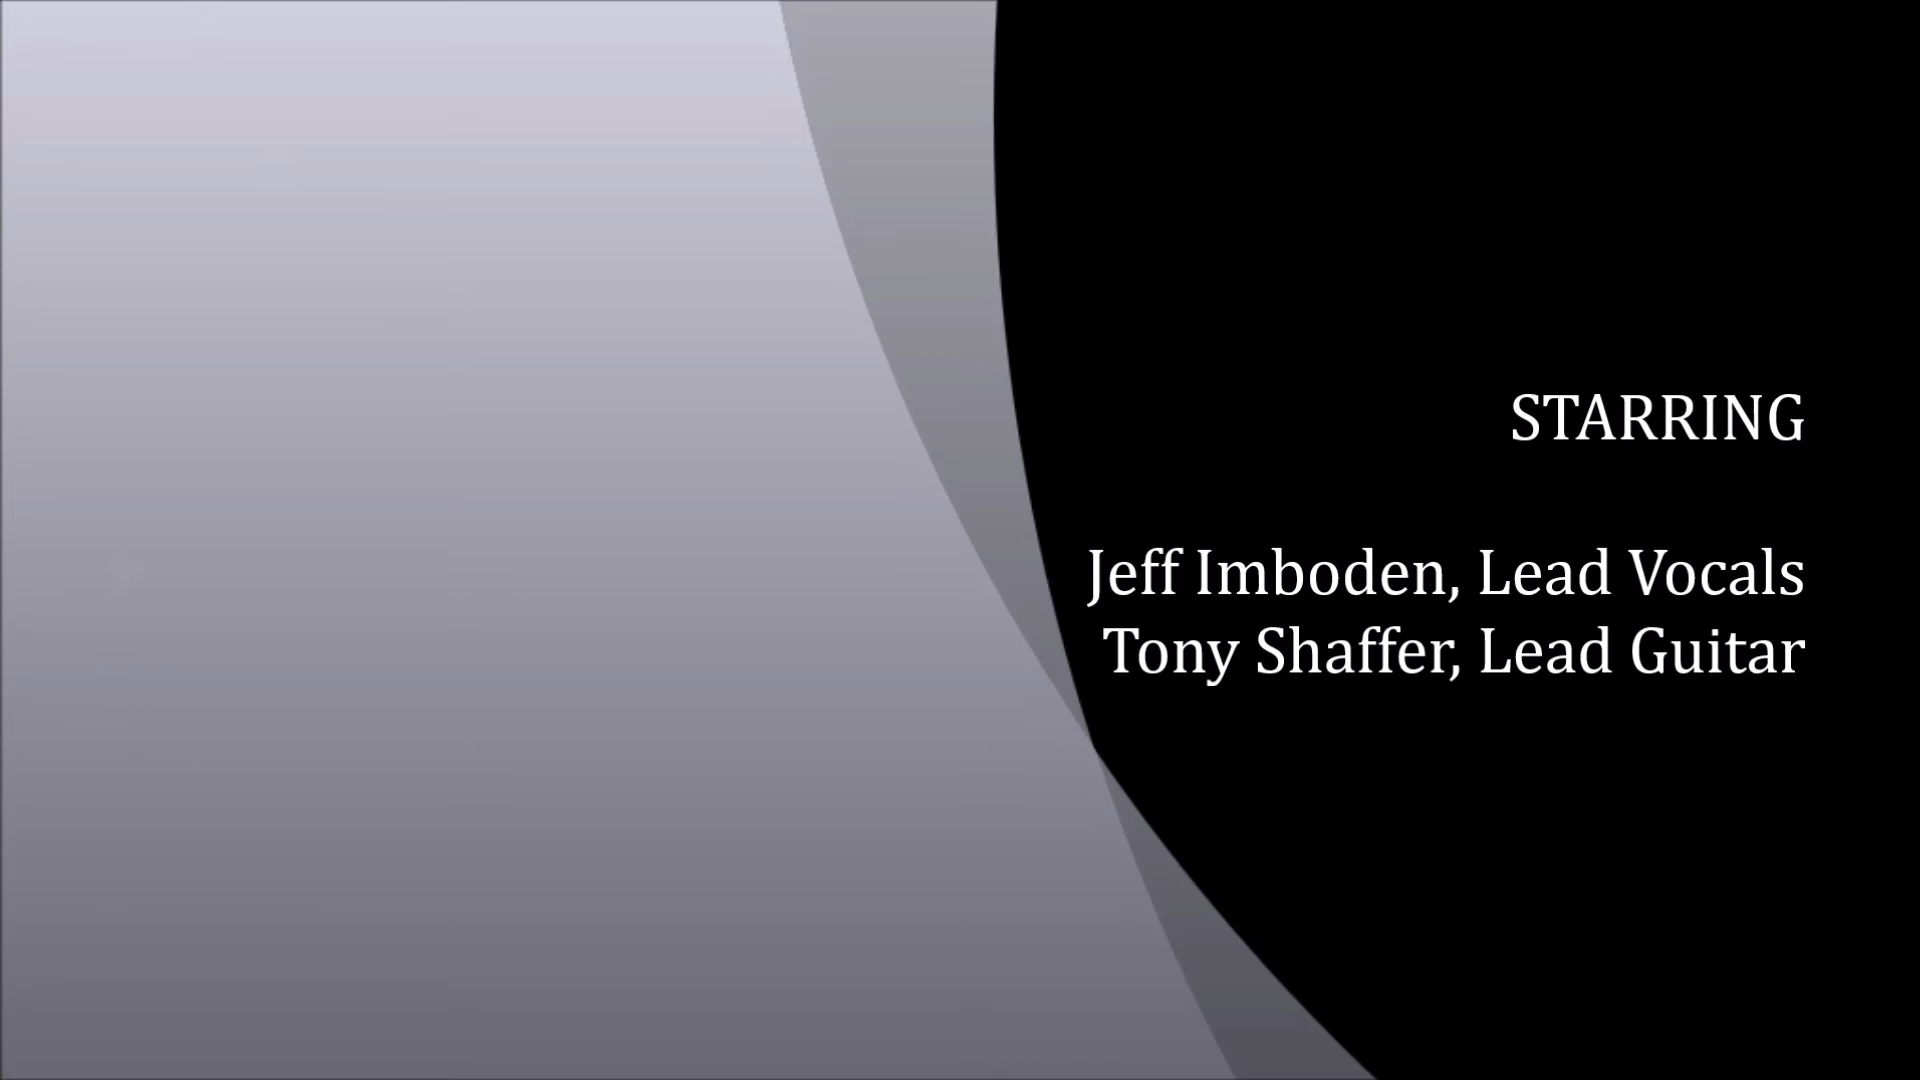 STARRING
Jeff Imboden, Lead Vocals
Tony Shaffer, Lead Guitar